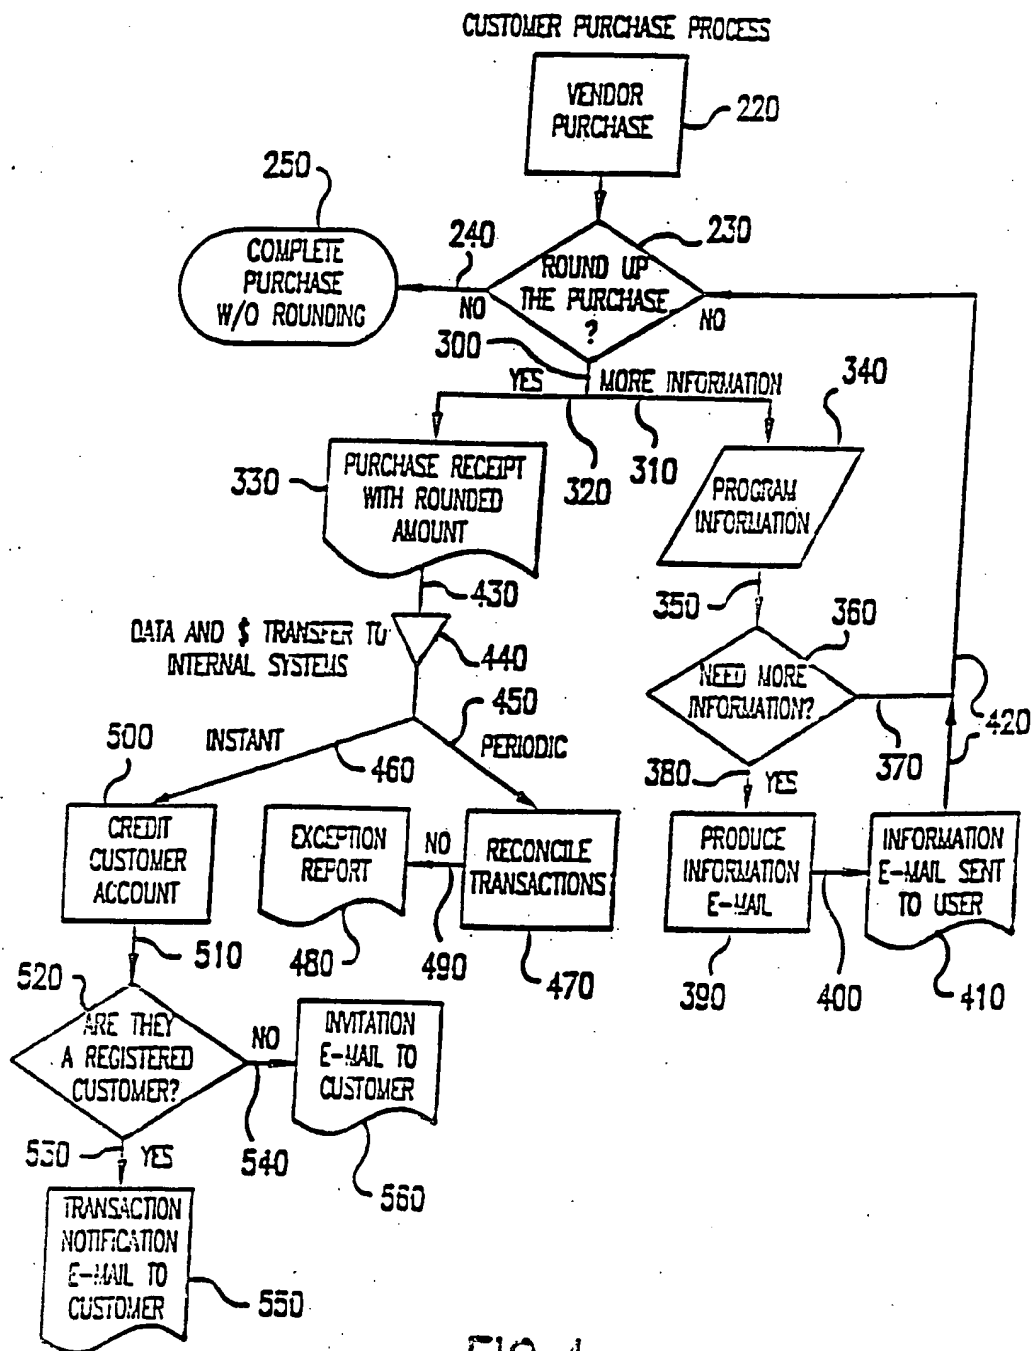 CUSTOMER PURCHASE PROCESS
VENDOR
PURCHASE
220
250
COMPLETE
PURCHASE
W/O ROUNDING
240
NO
230
ROUND UP
THE PURCHASE
?
NO
300
YES
MORE INFORMATION
340
330
PURCHASE RECEIPT
WITH ROUNDED
AMOUNT
320
310
PROGRAM
INFORMATION
430
350
360
DATA AND $ TRANSFER TO
INTERNAL SYSTEMS
440
NEED MORE
INFORMATION?
450
500
INSTANT
460
PERIODIC
370
420
380
YES
CREDIT
CUSTOMER
ACCOUNT
EXCEPTION
REPORT
NO
RECONCILE
TRANSACTIONS
PRODUCE
INFORMATION
E-MAIL
INFORMATION
E-MAIL SENT
TO USER
510
480
490
470
390
400
410
520
ARE THEY
A REGISTERED
CUSTOMER?
NO
INVITATION
E-MAIL TO
CUSTOMER
530
YES
540
560
TRANSACTION
NOTIFICATION
E-MAIL TO
CUSTOMER
550